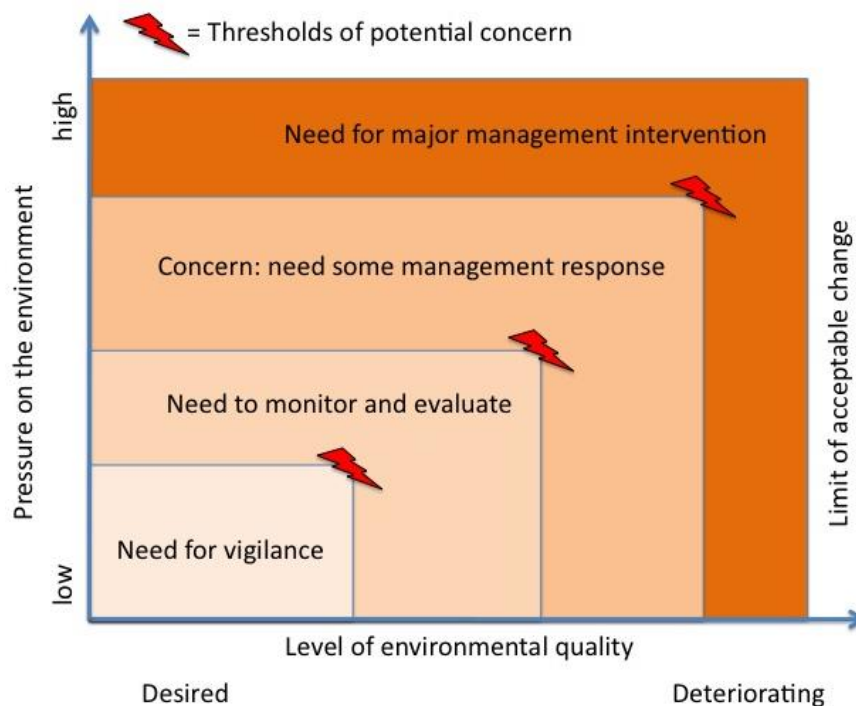 = Thresholds of potential concern
high
Need for major management intervention
Pressure on the environment
Concern: need some management response
Limit of acceptable change
Need to monitor and evaluate
Need for vigilance
low
Level of environmental quality
Desired
Deteriorating